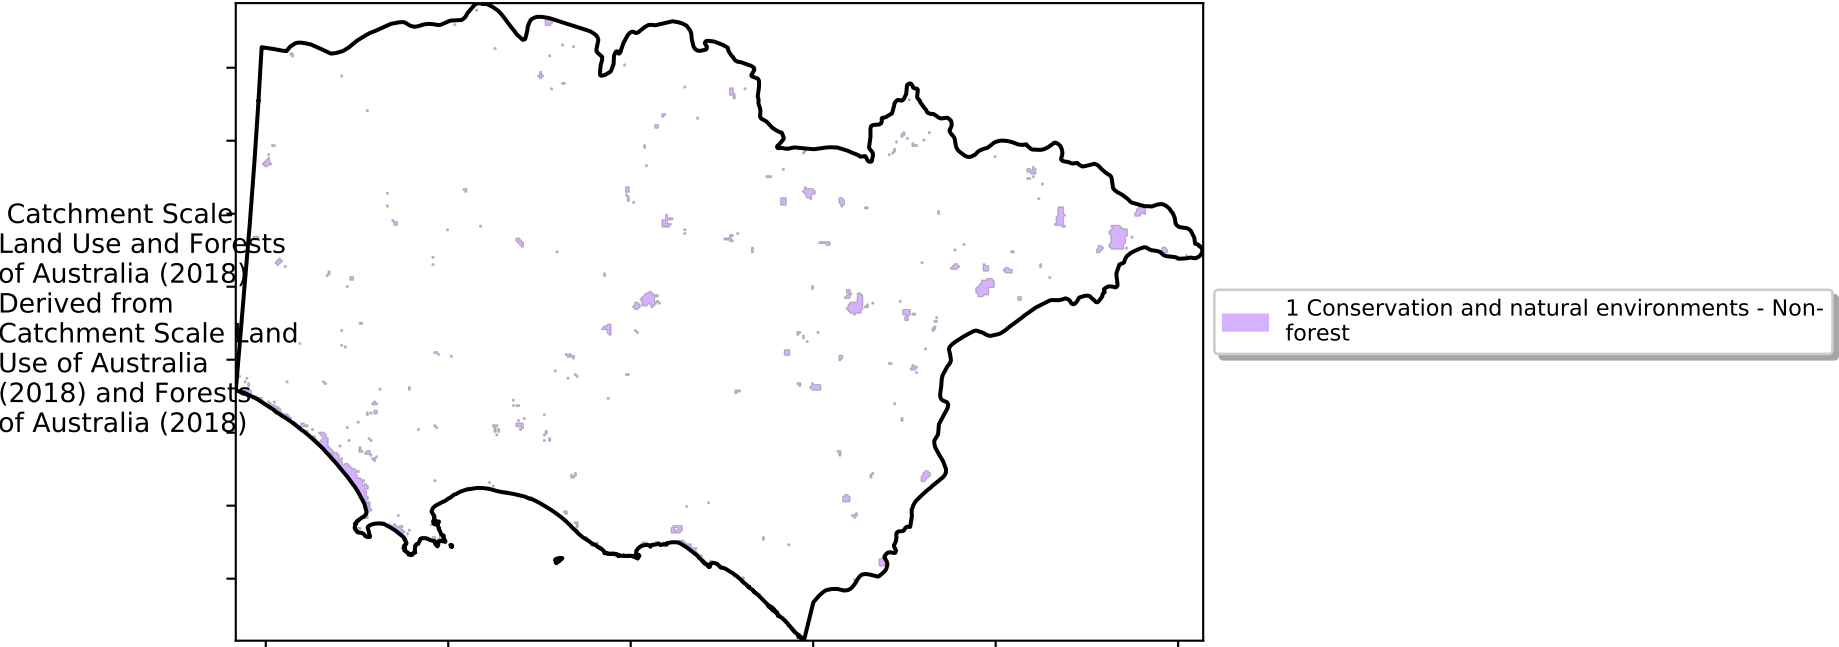 Catchment Scale
Land Use and Forests
of Australia (2018)
Derived from
Catchment Scale Land
Use of Australia
(2018) and Forests
of Australia (2018)
1 Conservation and natural environments - Non-
forest